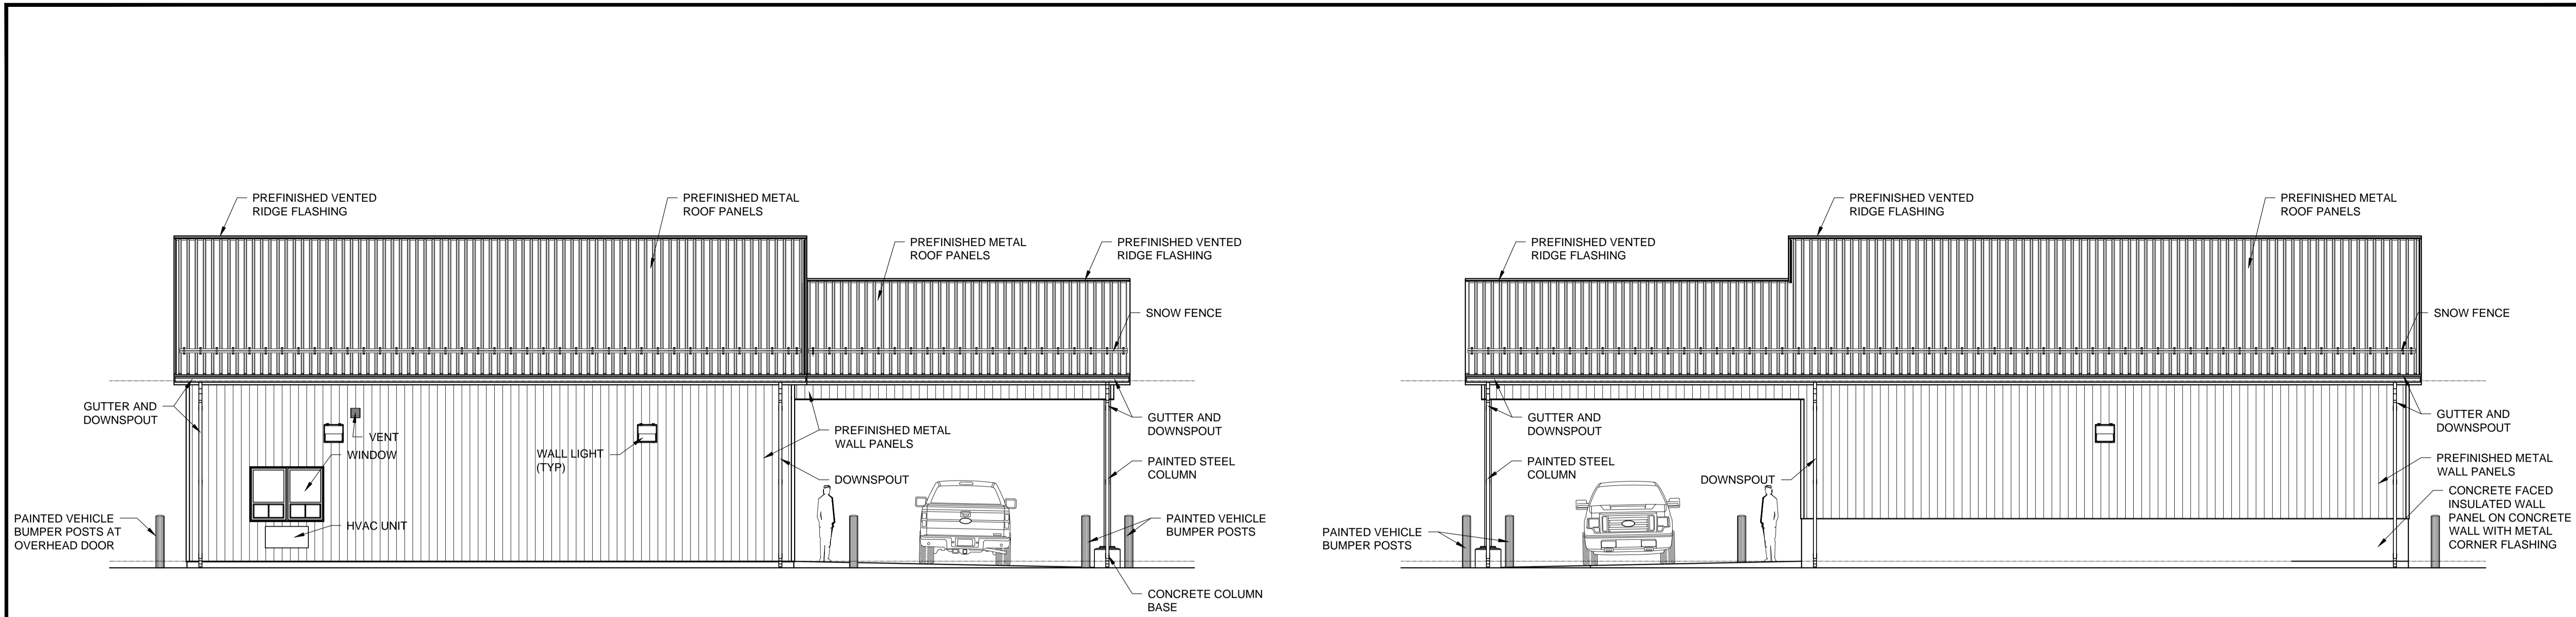 PREFINISHED VENTED
RIDGE FLASHING
PREFINISHED METAL
ROOF PANELS
PREFINISHED METAL
ROOF PANELS
PREFINISHED VENTED
RIDGE FLASHING
SNOW FENCE
GUTTER AND
DOWNSPOUT
VENT
WINDOW
WALL LIGHT
(TYP)
PREFINISHED METAL
WALL PANELS
DOWNSPOUT
GUTTER AND
DOWNSPOUT
PAINTED STEEL
COLUMN
PAINTED VEHICLE
BUMPER POSTS AT
OVERHEAD DOOR
HVAC UNIT
PAINTED VEHICLE
BUMPER POSTS
CONCRETE COLUMN
BASE
PREFINISHED VENTED
RIDGE FLASHING
PREFINISHED VENTED
RIDGE FLASHING
PREFINISHED METAL
ROOF PANELS
SNOW FENCE
GUTTER AND
DOWNSPOUT
PAINTED STEEL
COLUMN
DOWNSPOUT
PAINTED VEHICLE
BUMPER POSTS
GUTTER AND
DOWNSPOUT
PREFINISHED METAL
WALL PANELS
CONCRETE FACED
INSULATED WALL
PANEL ON CONCRETE
WALL WITH METAL
CORNER FLASHING